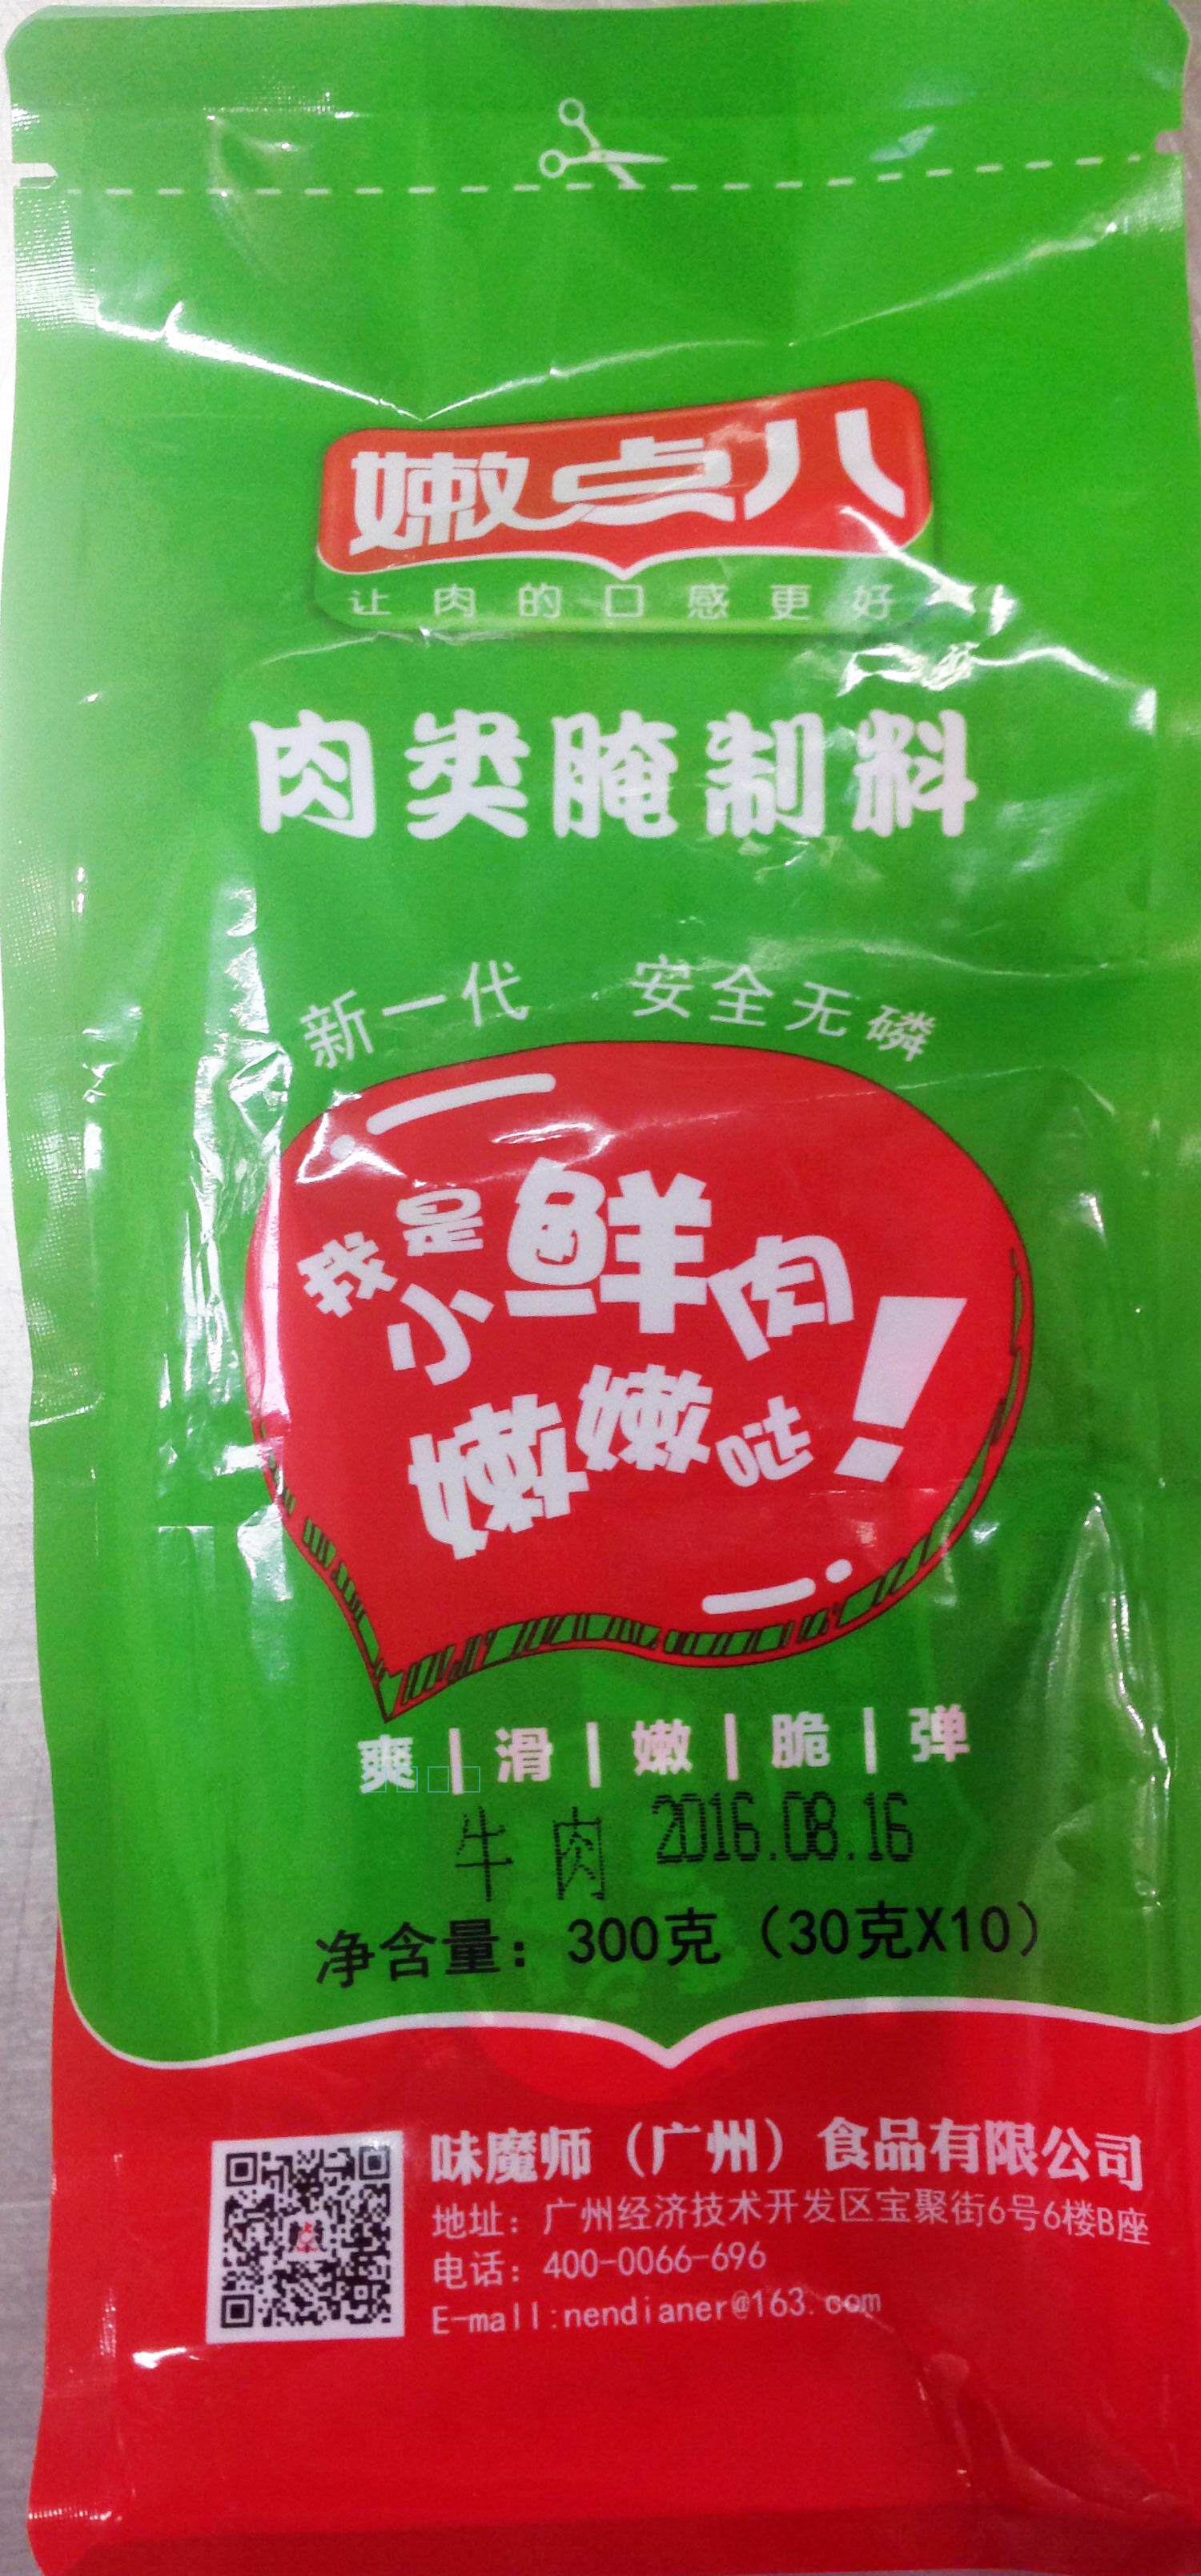 嫩点儿
让肉的口感更好
肉类腌制料
新一代 安全无磷
我是
小鲜肉
嫩嫩哒!
爽|滑|嫩|脆|弹
牛肉 2016.08.16
净含量：300克（30克X10）
味魔师（广州）食品有限公司
地址：广州经济技术开发区宝聚街6号6楼B座
电话：400-0066-696
E-mall:nendianer@163.com